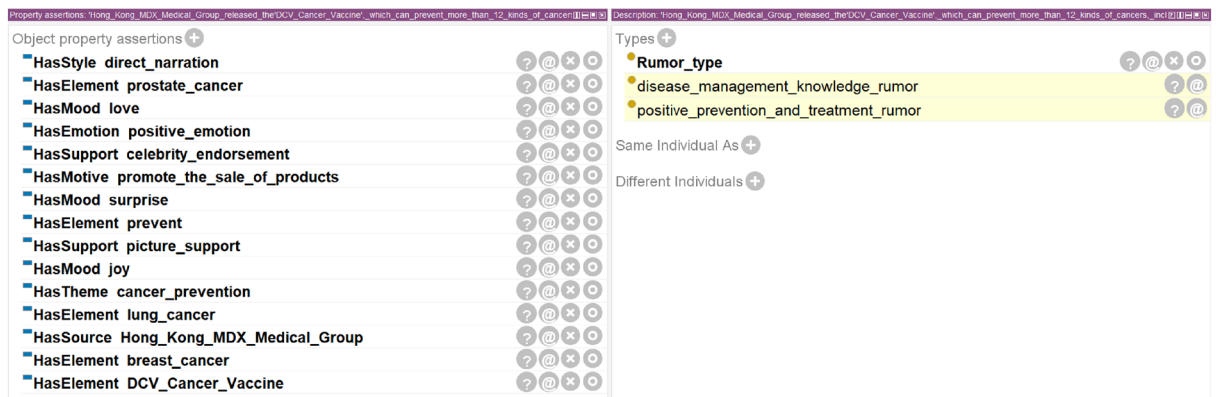 Property assertions: 'Hong_Kong_MDX_Medical_Group_released_the'DCV_Cancer_Vaccine',_which_can_prevent_more_than_12_kinds_of_cancers
Object property assertions
HasStyle direct_narration
HasElement prostate_cancer
HasMood love
HasEmotion positive_emotion
HasSupport celebrity_endorsement
HasMotive promote_the_sale_of_products
HasMood surprise
HasElement prevent
HasSupport picture_support
HasMood joy
HasTheme cancer_prevention
HasElement lung_cancer
HasSource Hong_Kong_MDX_Medical_Group
HasElement breast_cancer
HasElement DCV_Cancer_Vaccine
Description: 'Hong_Kong_MDX_Medical_Group_released_the'DCV_Cancer_Vaccine',_which_can_prevent_more_than_12_kinds_of_cancers,_incl
Types
Rumor_type
disease_management_knowledge_rumor
positive_prevention_and_treatment_rumor
Same Individual As
Different Individuals